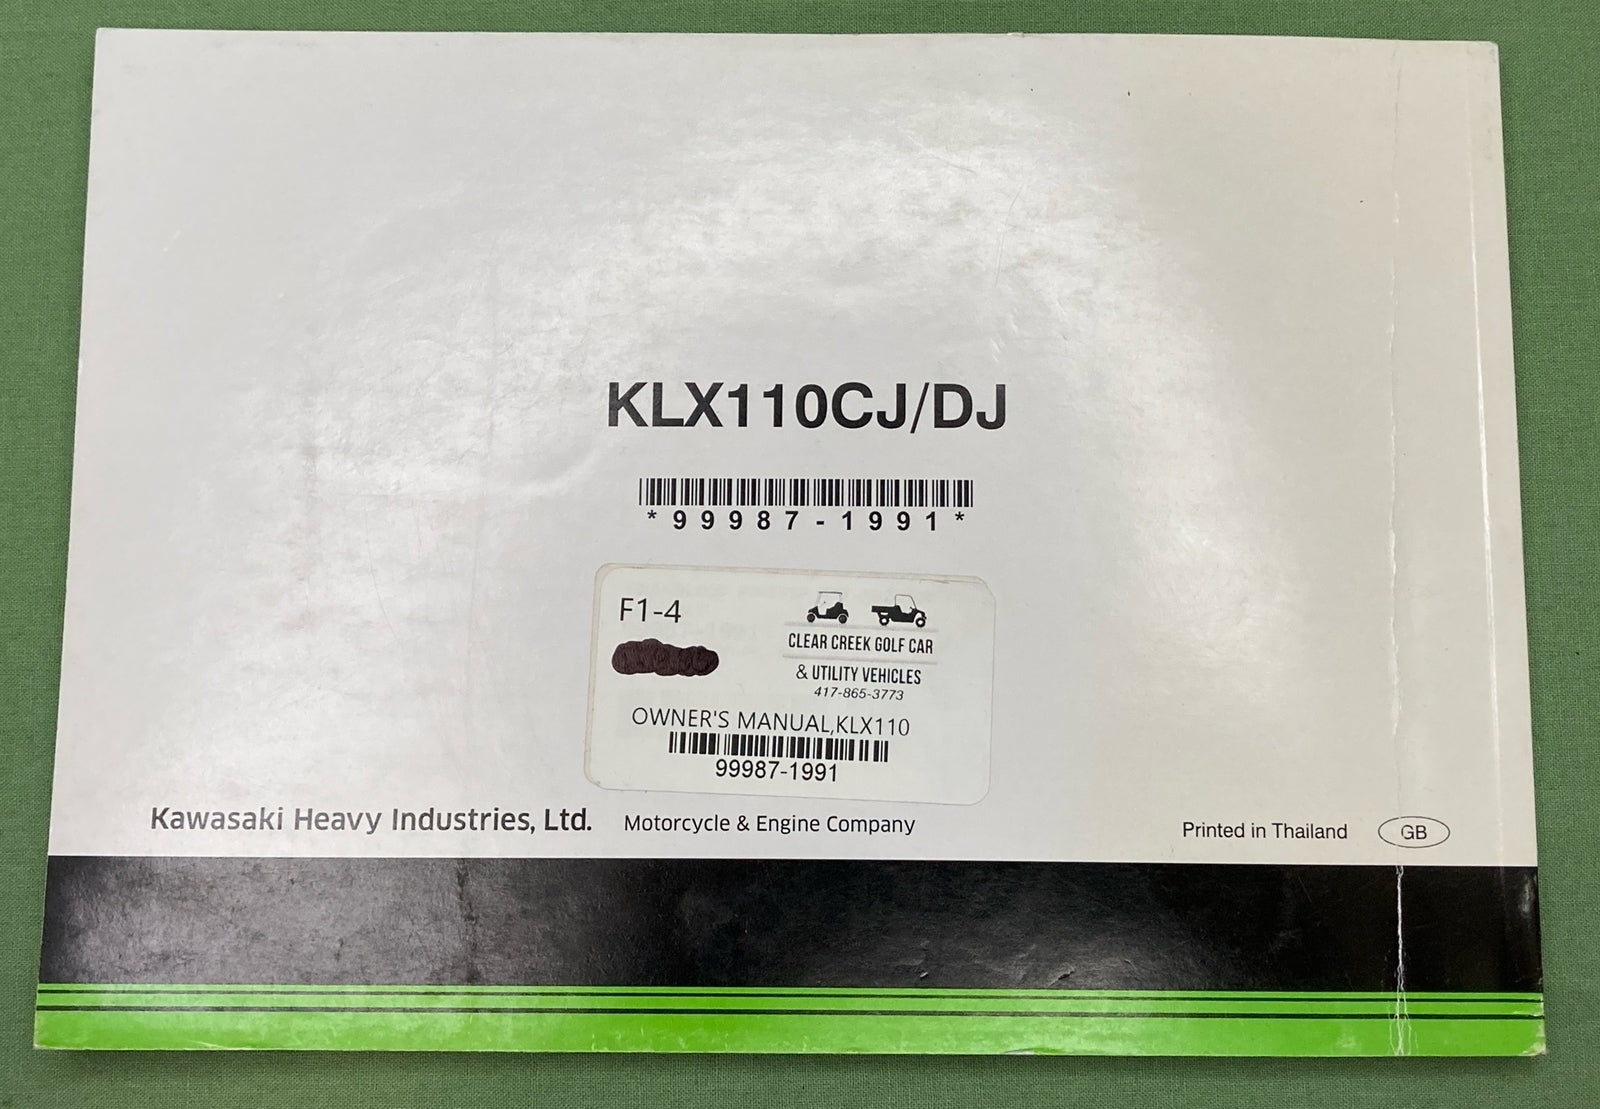 KLX110CJ/DJ
*99987-1991*
F1-4
CLEAR CREEK GOLF CAR
& UTILITY VEHICLES
417-865-3773
OWNER'S MANUAL,KLX110
99987-1991
Kawasaki Heavy Industries, Ltd. Motorcycle & Engine Company
Printed in Thailand GB